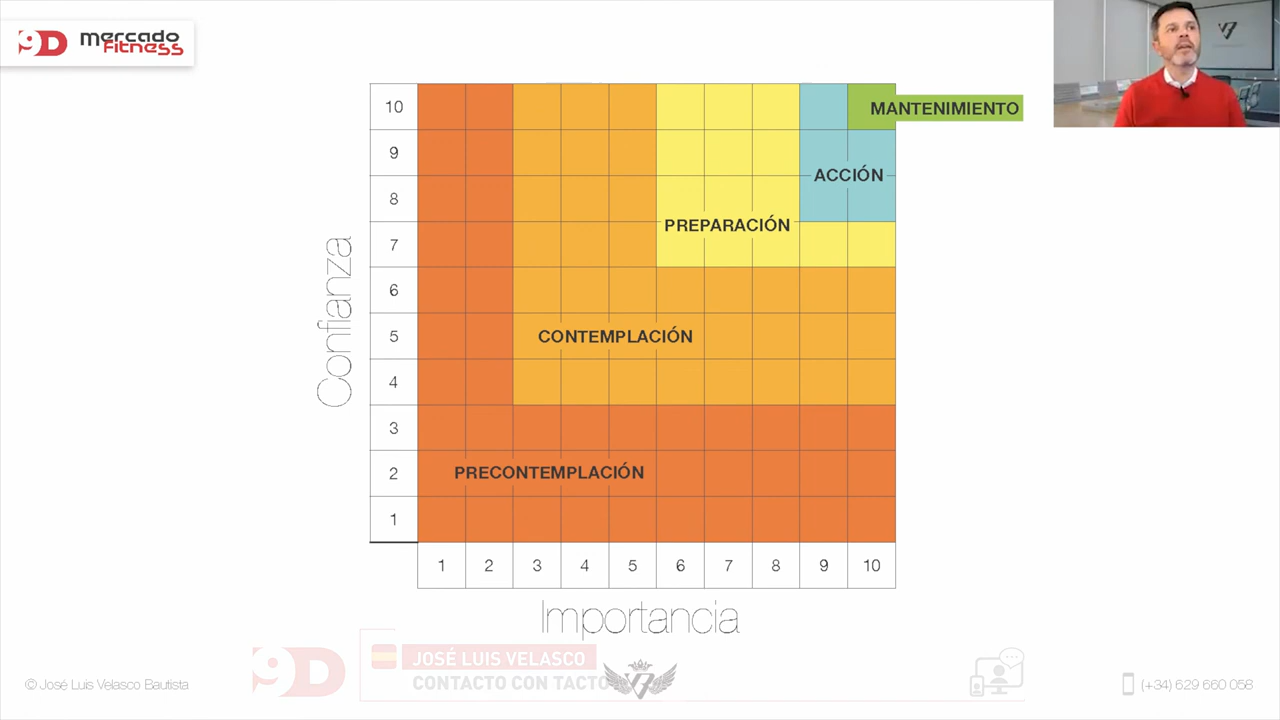 9D mercado
Fitness
Confianza
10
9
8
7
6
5
4
3
2
1
MANTENIMIENTO
ACCIÓN
PREPARACIÓN
CONTEMPLACIÓN
PRECONTEMPLACIÓN
1 2 3 4 5 6 7 8 9 10
Importancia
9D
JOSÉ LUIS VELASCO
CONTACTO CON TACTO
© José Luis Velasco Bautista
(+34) 629 660 058